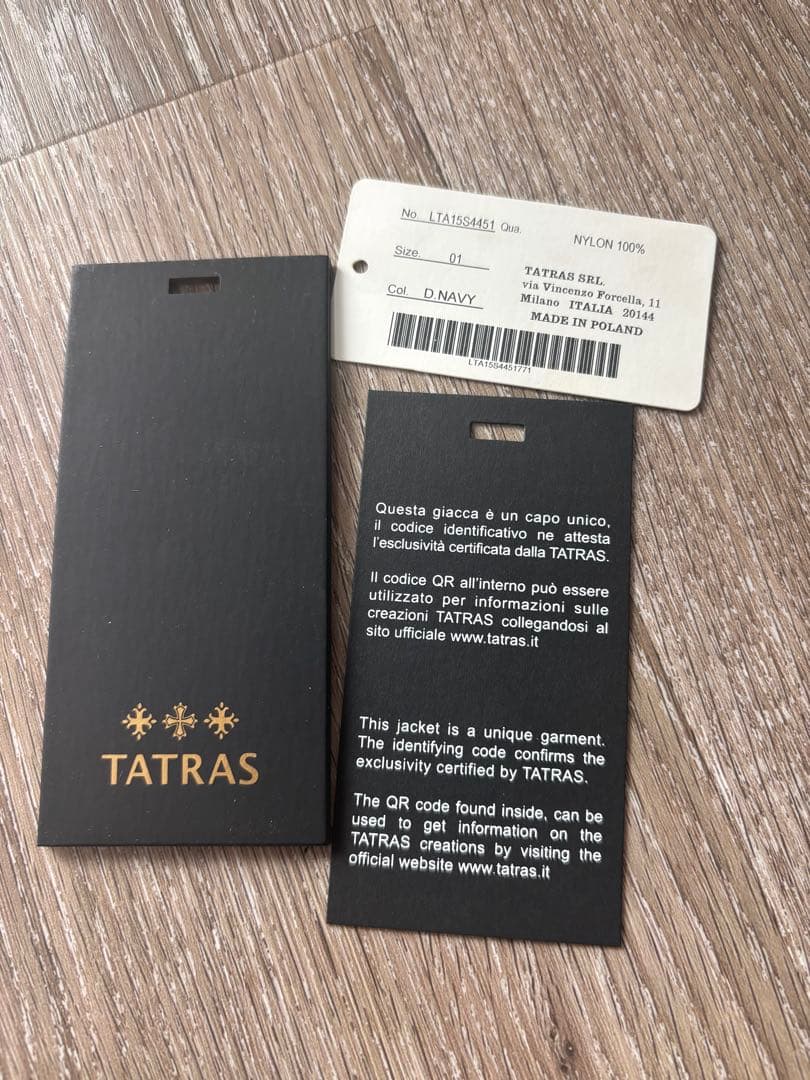 No. LTA15S4451 Qua. NYLON 100%
Size. 01
Col. D.NAVY
TATRAS SRL.
via Vincenzo Forcella, 11
Milano ITALIA 20144
MADE IN POLAND
LTA15S4451771
Questa giacca è un capo unico,
il codice identificativo ne attesta
l'esclusività certificata dalla TATRAS.
Il codice QR all'interno può essere
utilizzato per informazioni sulle
creazioni TATRAS collegandosi al
sito ufficiale www.tatras.it
This jacket is a unique garment.
The identifying code confirms the
exclusivity certified by TATRAS.
The QR code found inside, can be
used to get information on the
TATRAS creations by visiting the
official website www.tatras.it
TATRAS